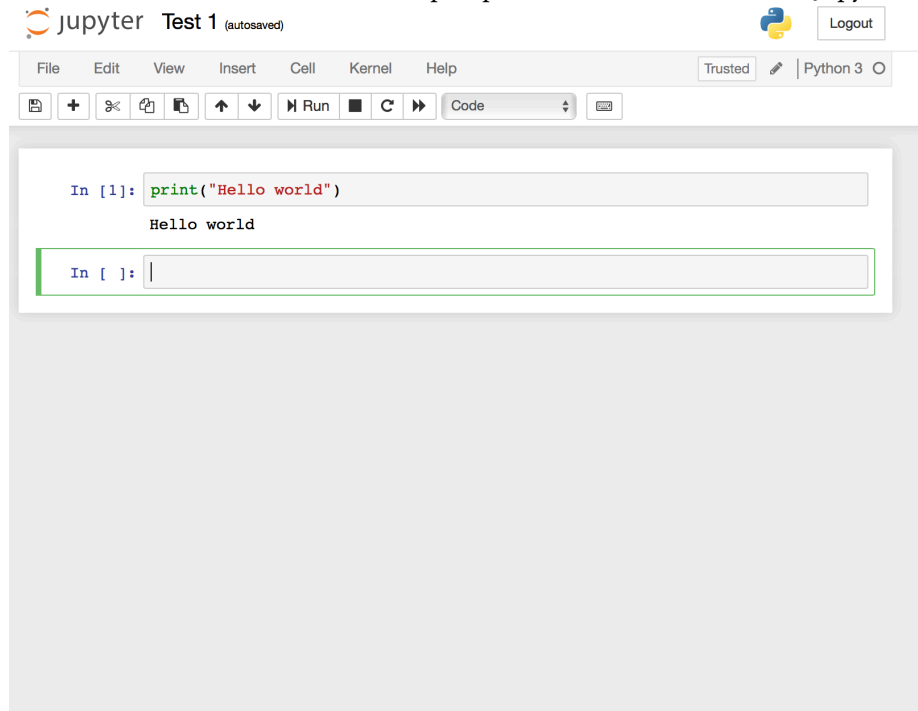 jupyter Test 1 (autosaved) Logout
File Edit View Insert Cell Kernel Help Trusted Python 3
Run Code
In [1]: print("Hello world")
Hello world
In [ ]: